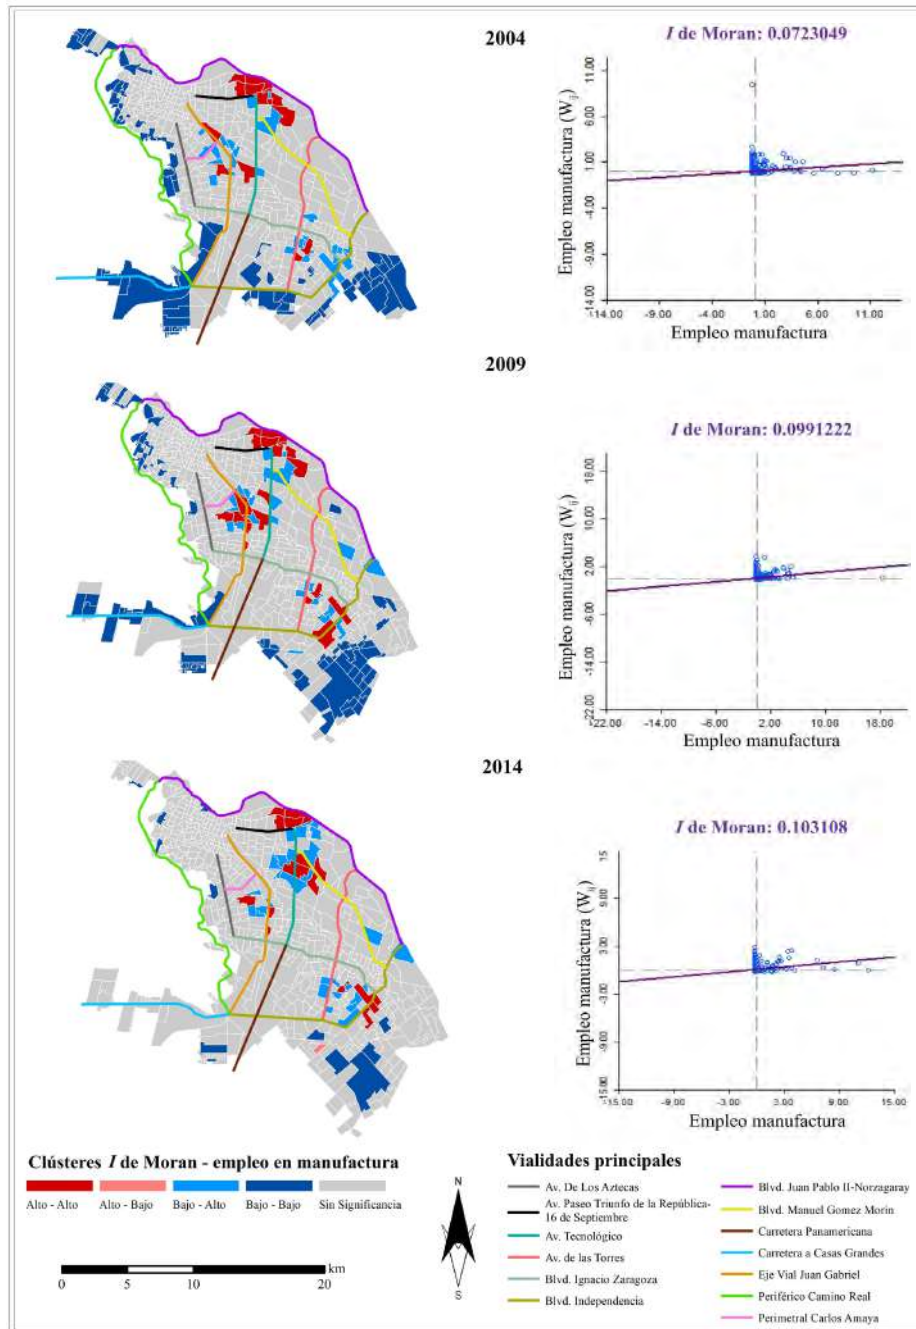 2004
I de Moran: 0.0723049
Empleo manufactura (Wij)
11.00
6.00
1.00
-4.00
-9.00
-14.00
-14.00 -9.00 -4.00 1.00 6.00 11.00
Empleo manufactura
2009
I de Moran: 0.0991222
Empleo manufactura (Wij)
18.00
10.00
2.00
-6.00
-14.00
-22.00
-22.00 -14.00 -6.00 2.00 10.00 18.00
Empleo manufactura
2014
I de Moran: 0.103108
Empleo manufactura (Wij)
15
9.00
3.00
-3.00
-9.00
-15.00
-15.00 -9.00 -3.00 3.00 9.00 15.00
Empleo manufactura
Clústeres I de Moran - empleo en manufactura
Alto - Alto Alto - Bajo Bajo - Alto Bajo - Bajo Sin Significancia
0 5 10 20 km
N
S
Vialidades principales
Av. De Los Aztecas
Av. Paseo Triunfo de la República-
16 de Septiembre
Av. Tecnológico
Av. de las Torres
Blvd. Ignacio Zaragoza
Blvd. Independencia
Blvd. Juan Pablo II-Norzagaray
Blvd. Manuel Gomez Morin
Carretera Panamericana
Carretera a Casas Grandes
Eje Vial Juan Gabriel
Periférico Camino Real
Perimetral Carlos Amaya